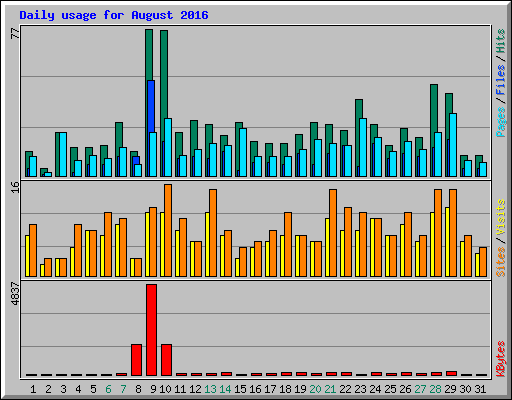 Daily usage for August 2016
77
Pages / Files / Hits
16
Sites / Visits
4837
KBytes
1 2 3 4 5 6 7 8 9 10 11 12 13 14 15 16 17 18 19 20 21 22 23 24 25 26 27 28 29 30 31